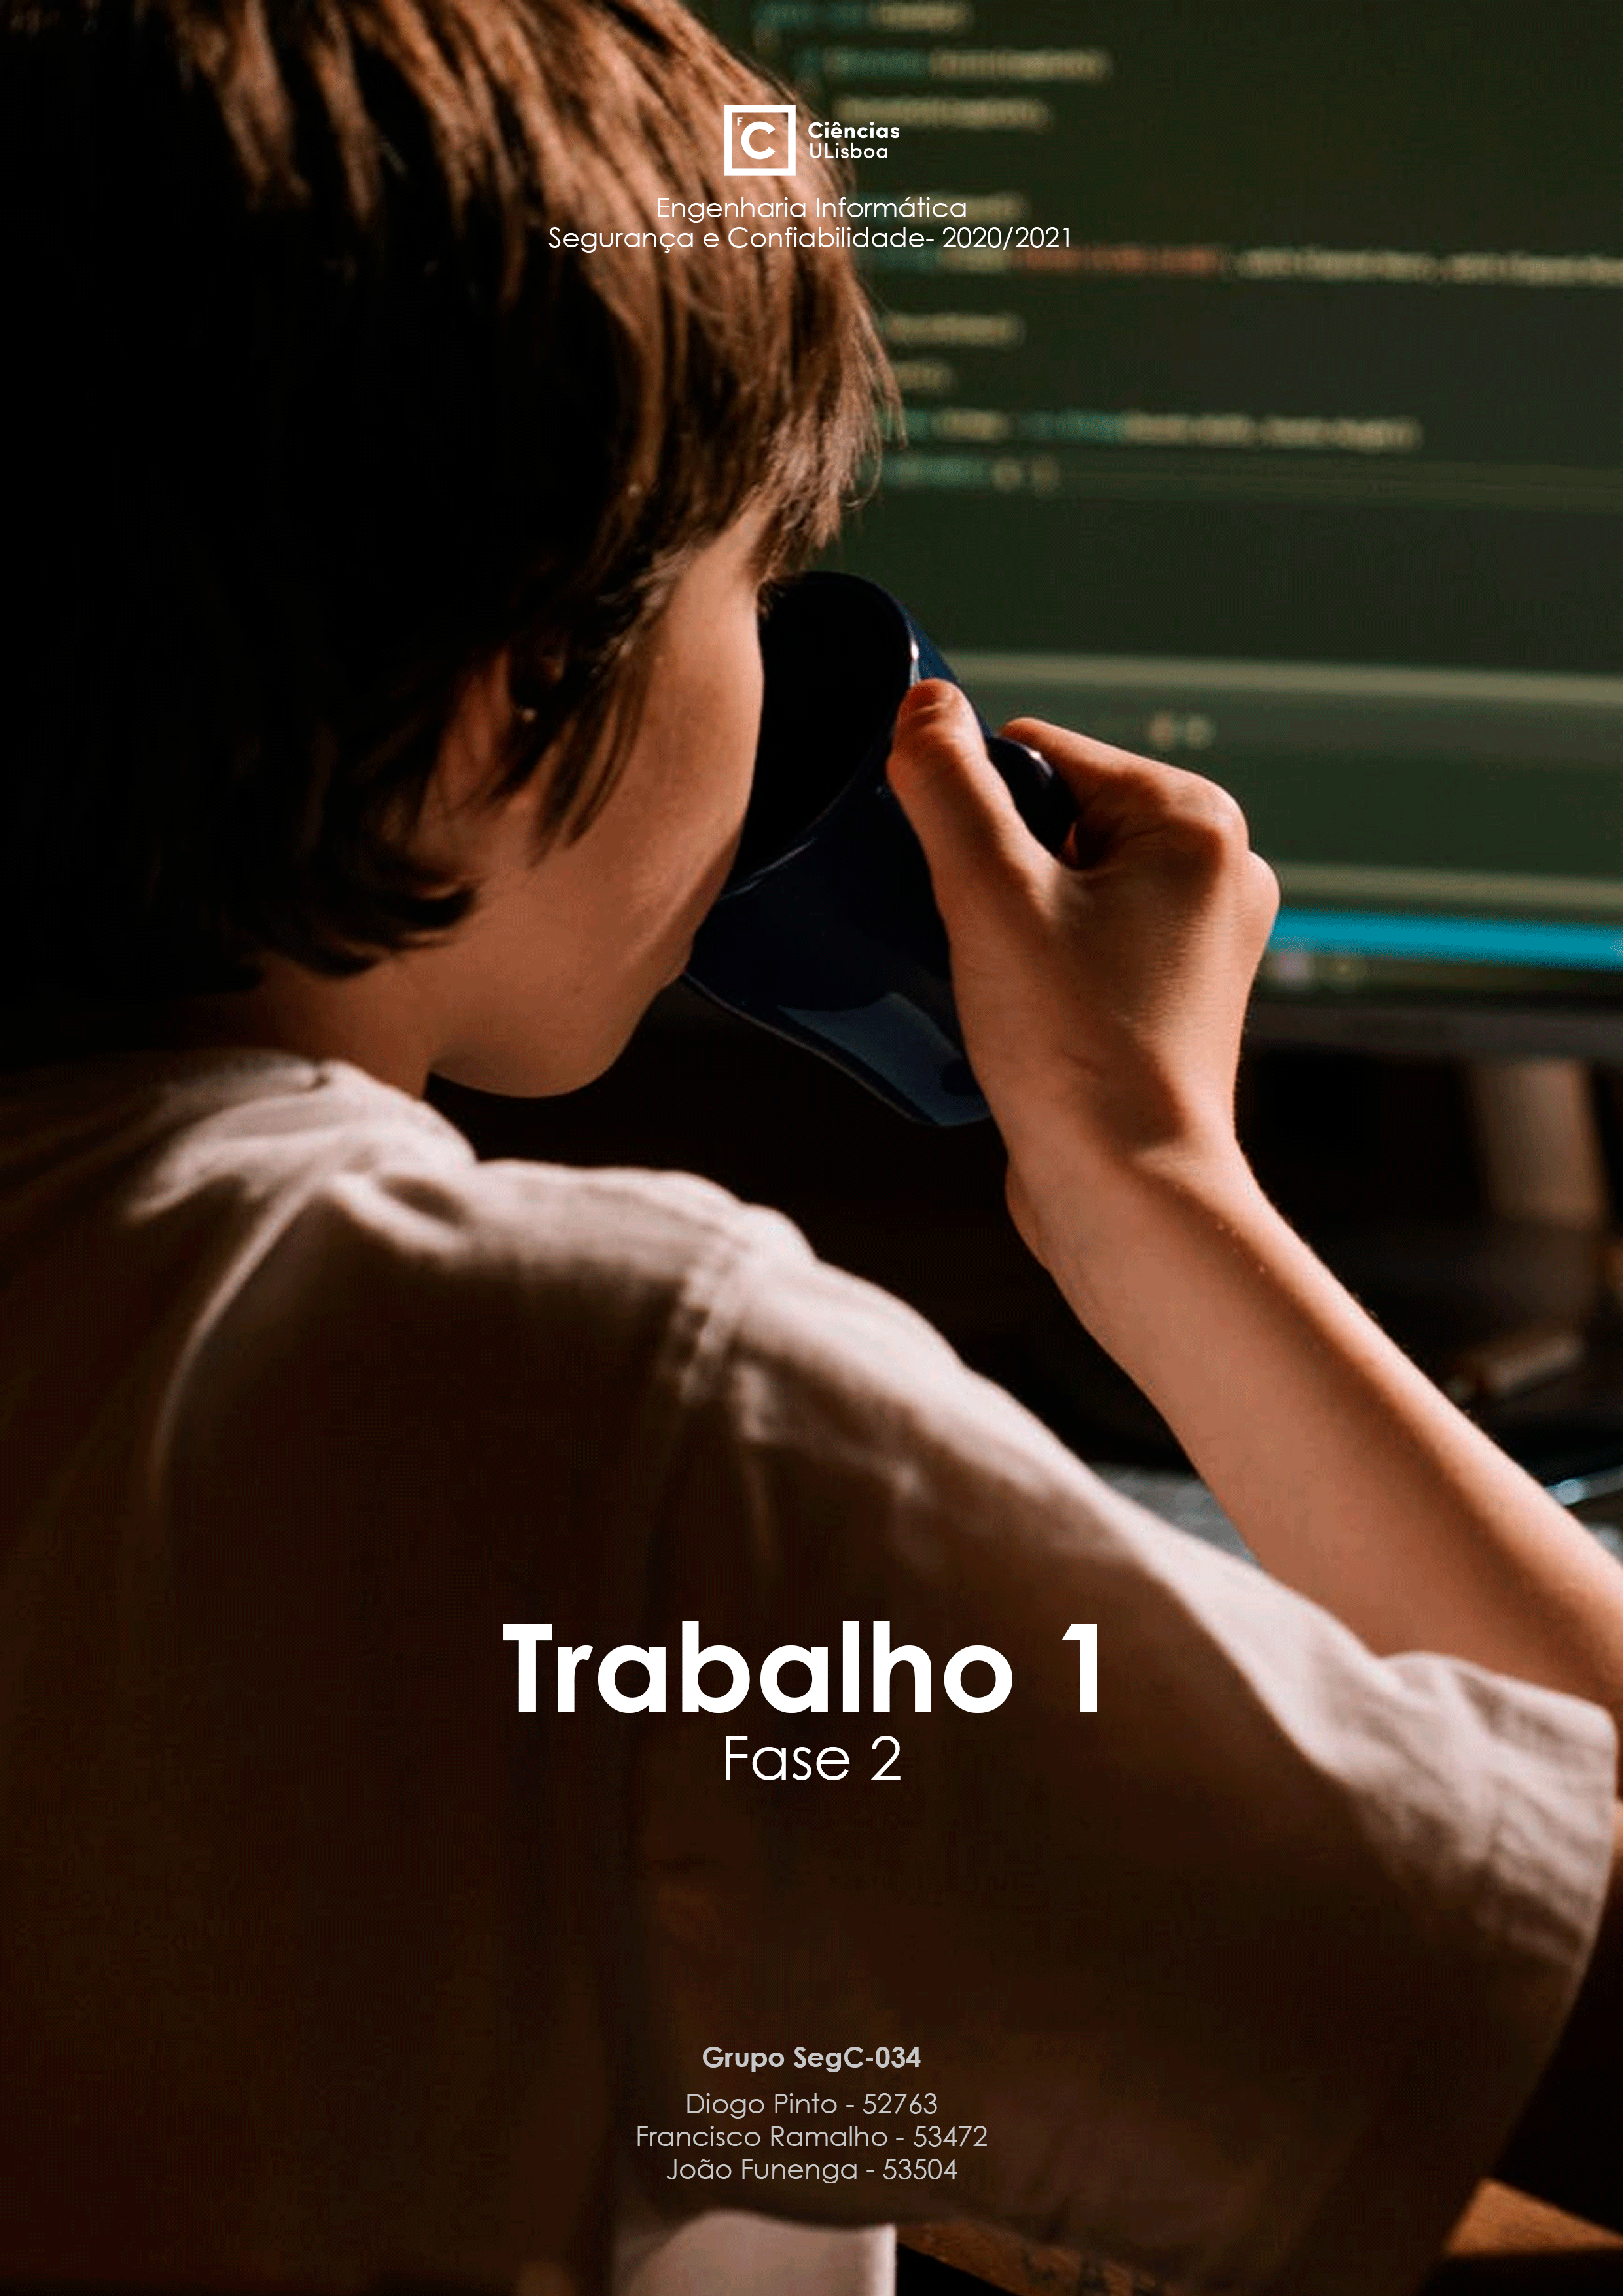 FC
Ciências
ULisboa
Engenharia Informática
Segurança e Confiabilidade- 2020/2021
Trabalho 1
Fase 2
Grupo SegC-034
Diogo Pinto - 52763
Francisco Ramalho - 53472
João Funenga - 53504